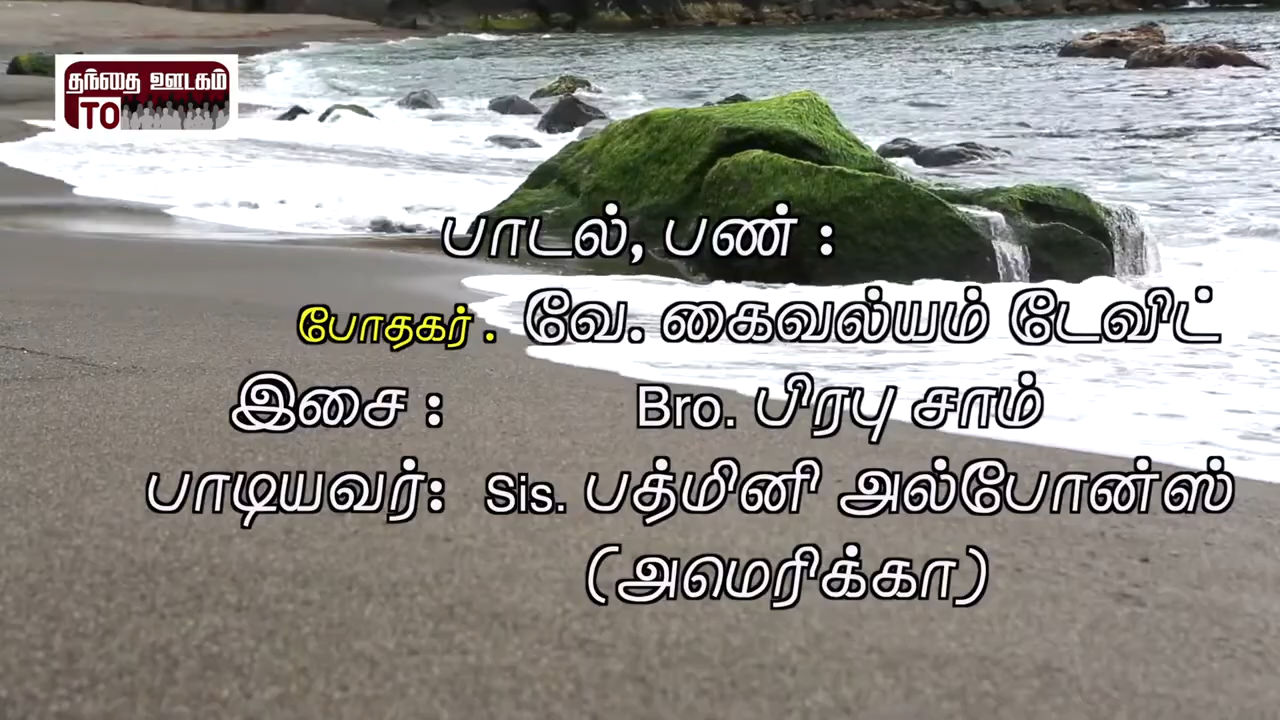 தந்தை ஊடகம்
TO
பாடல், பண் :
போதகர் . வே. கைவல்யம் டேவிட்
இசை : Bro. பிரபு சாம்
பாடியவர்: Sis. பத்மினி அல்போன்ஸ்
(அமெரிக்கா)